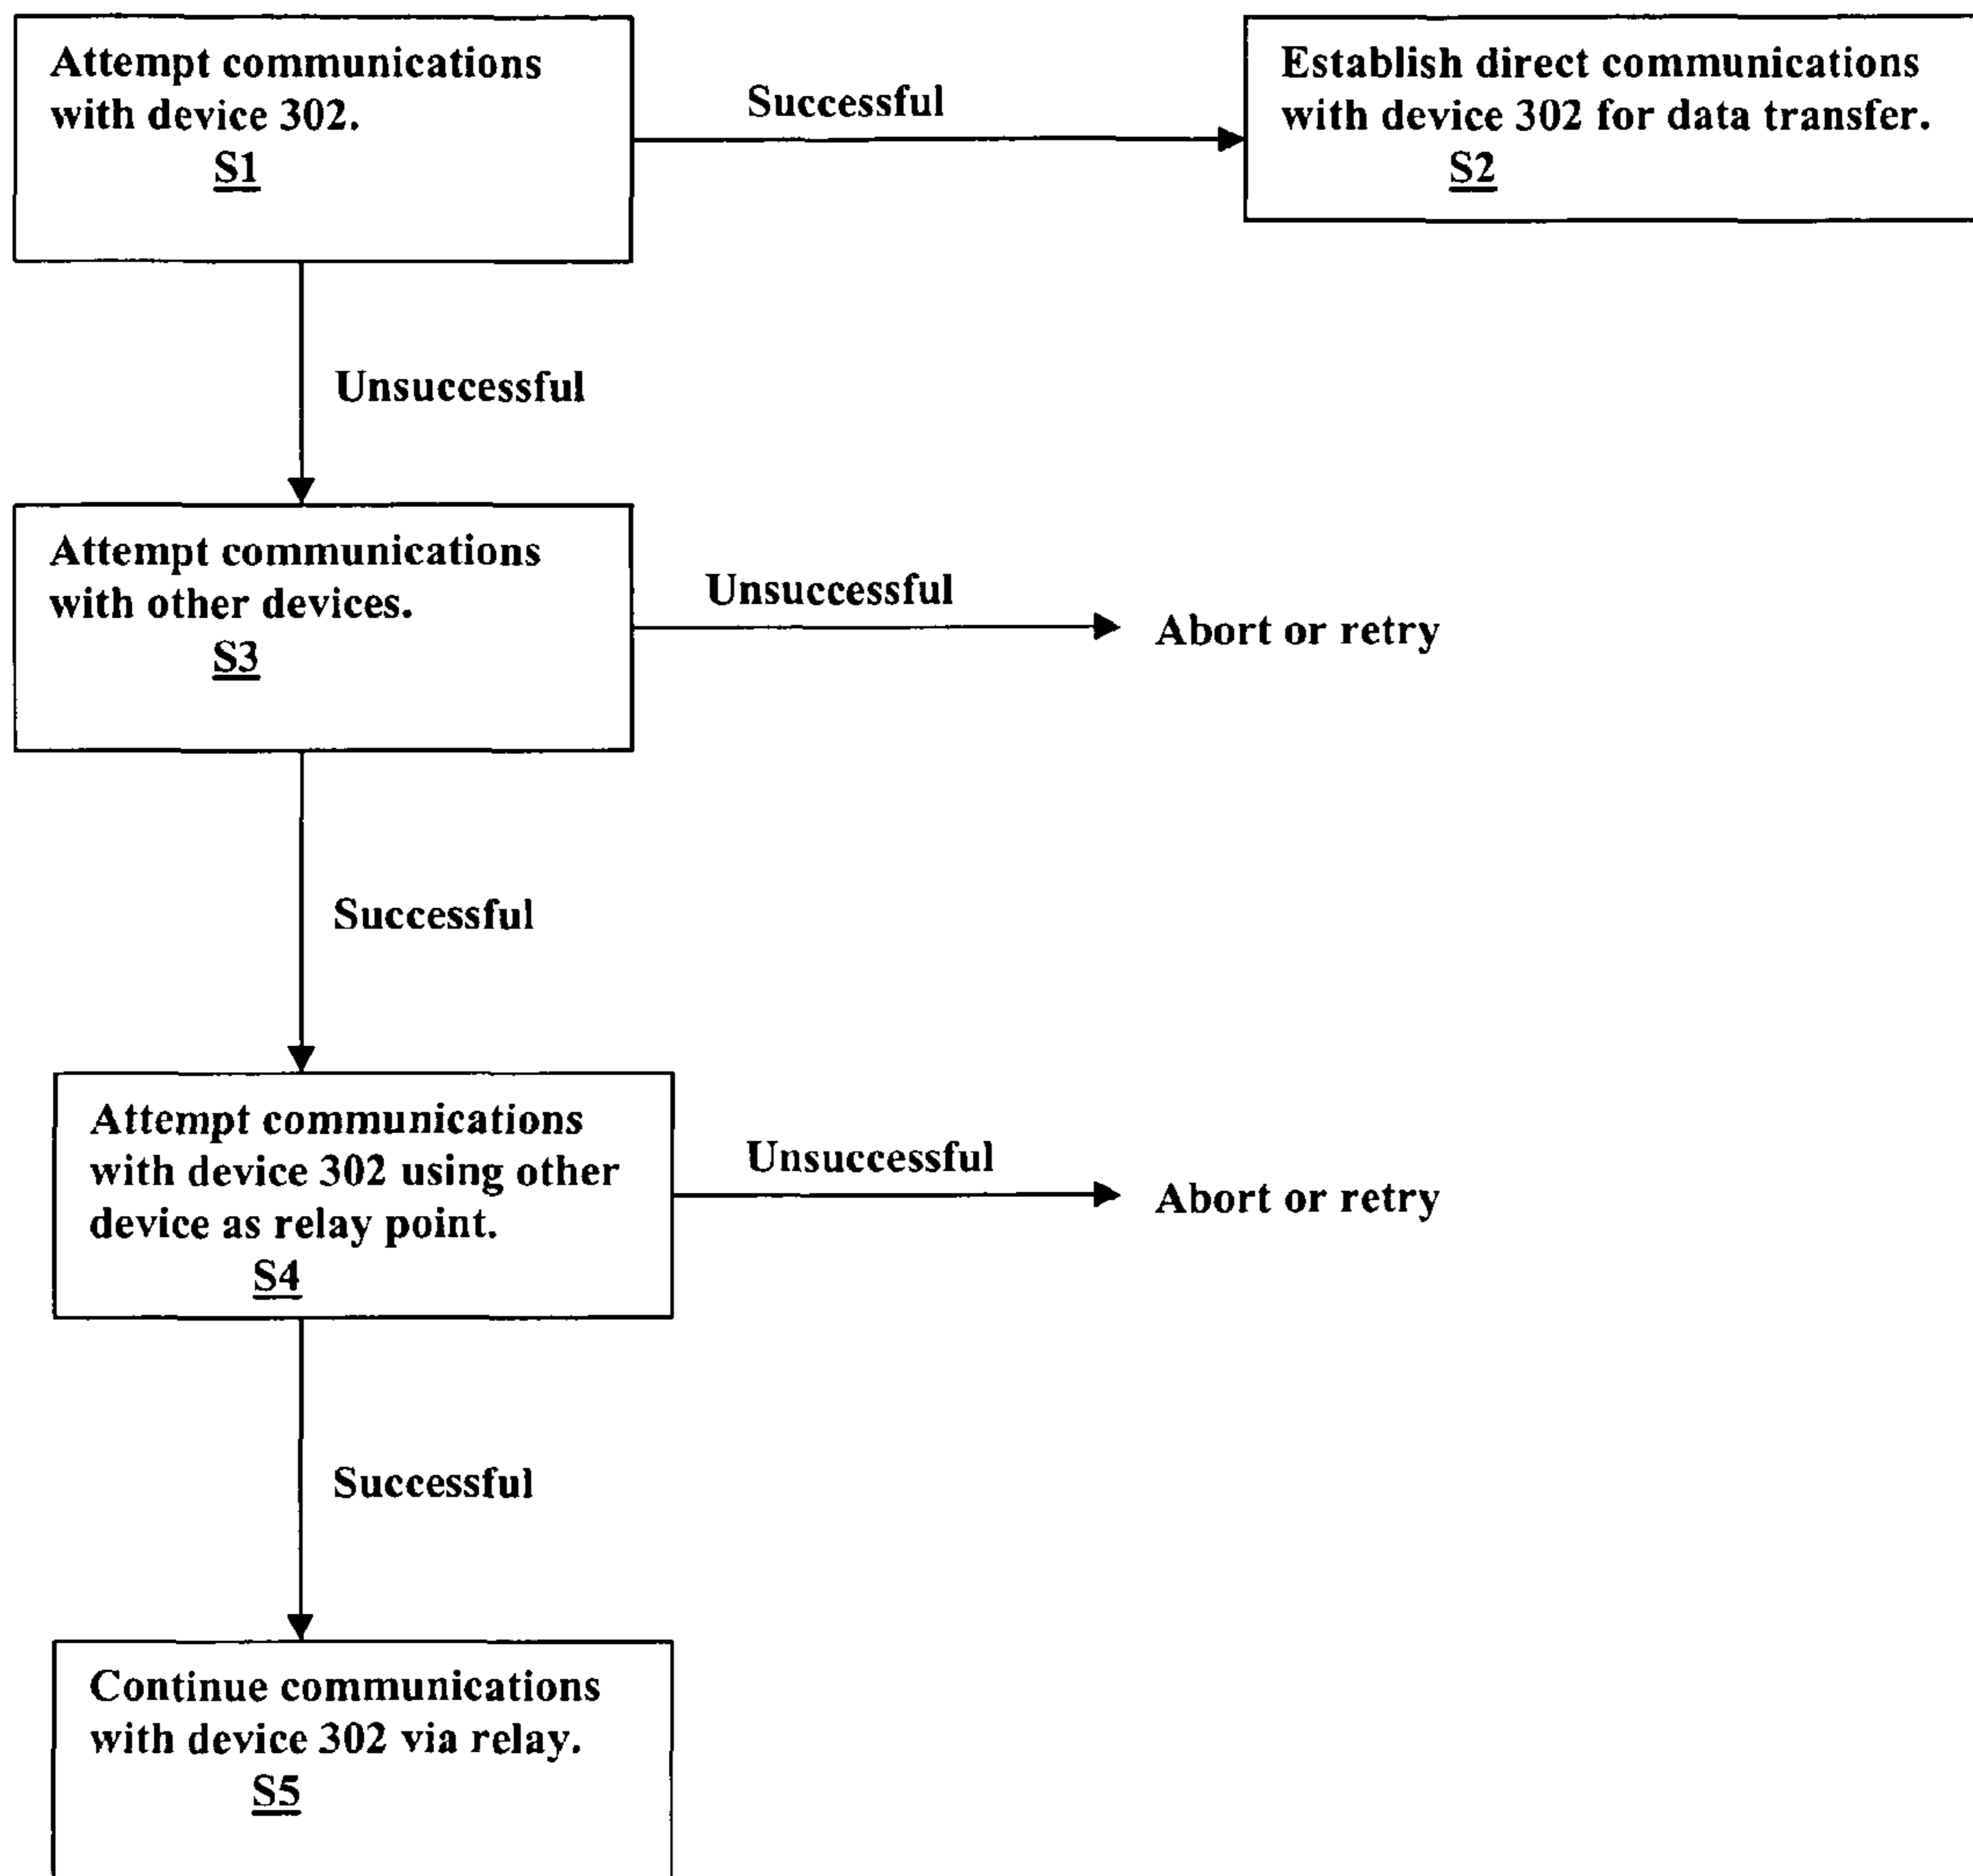 Attempt communications
with device 302.
S1
Successful
Establish direct communications
with device 302 for data transfer.
S2
Unsuccessful
Attempt communications
with other devices.
S3
Unsuccessful
Abort or retry
Successful
Attempt communications
with device 302 using other
device as relay point.
S4
Unsuccessful
Abort or retry
Successful
Continue communications
with device 302 via relay.
S5